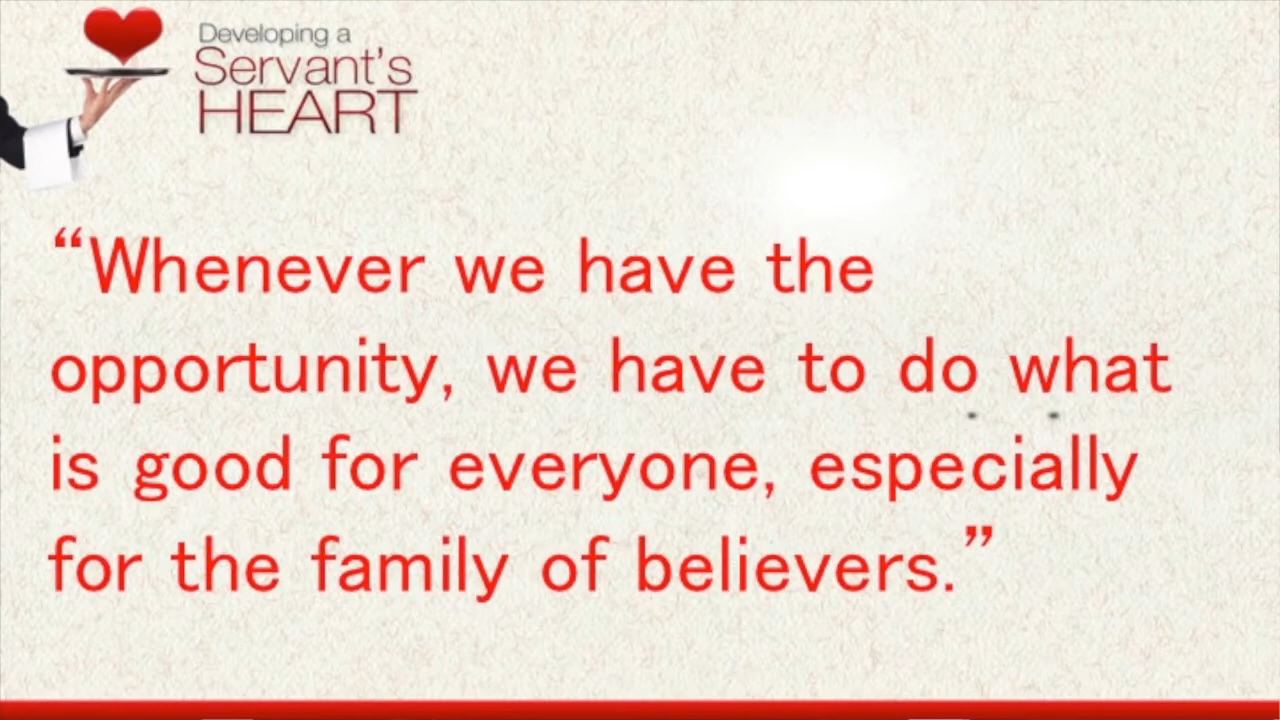 Developing a
Servant's
HEART
“Whenever we have the
opportunity, we have to do what
is good for everyone, especially
for the family of believers.”